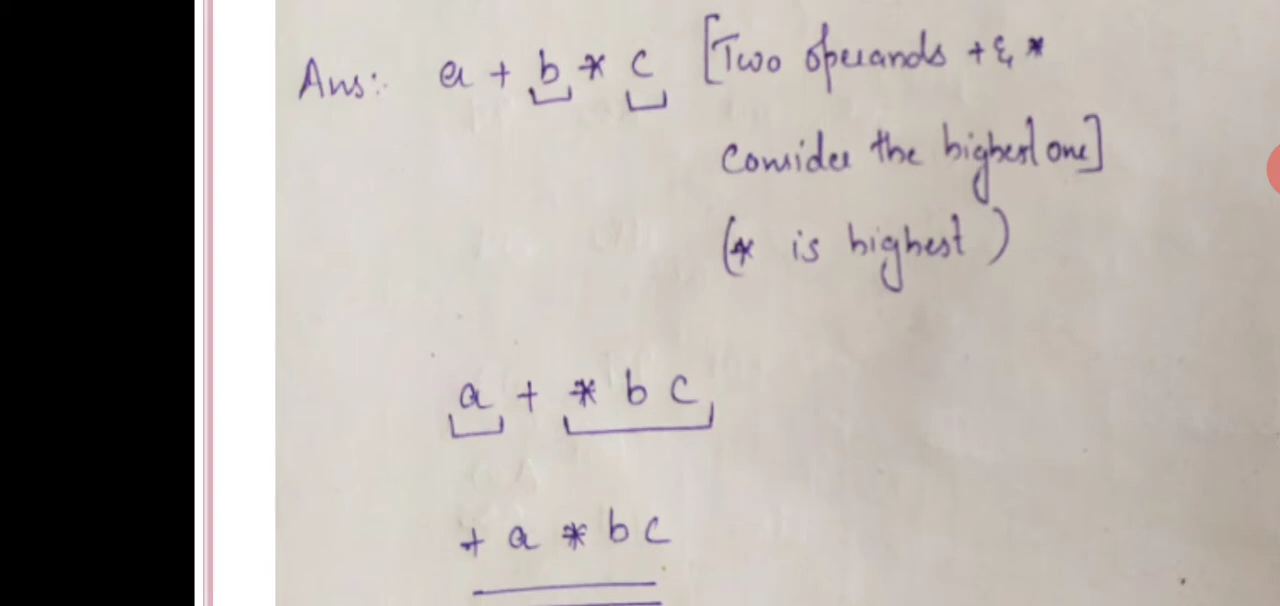 Ans:- a + b * c [Two operands + & *
Consider the highest one]
(* is highest)
a + * b c
+ a * b c